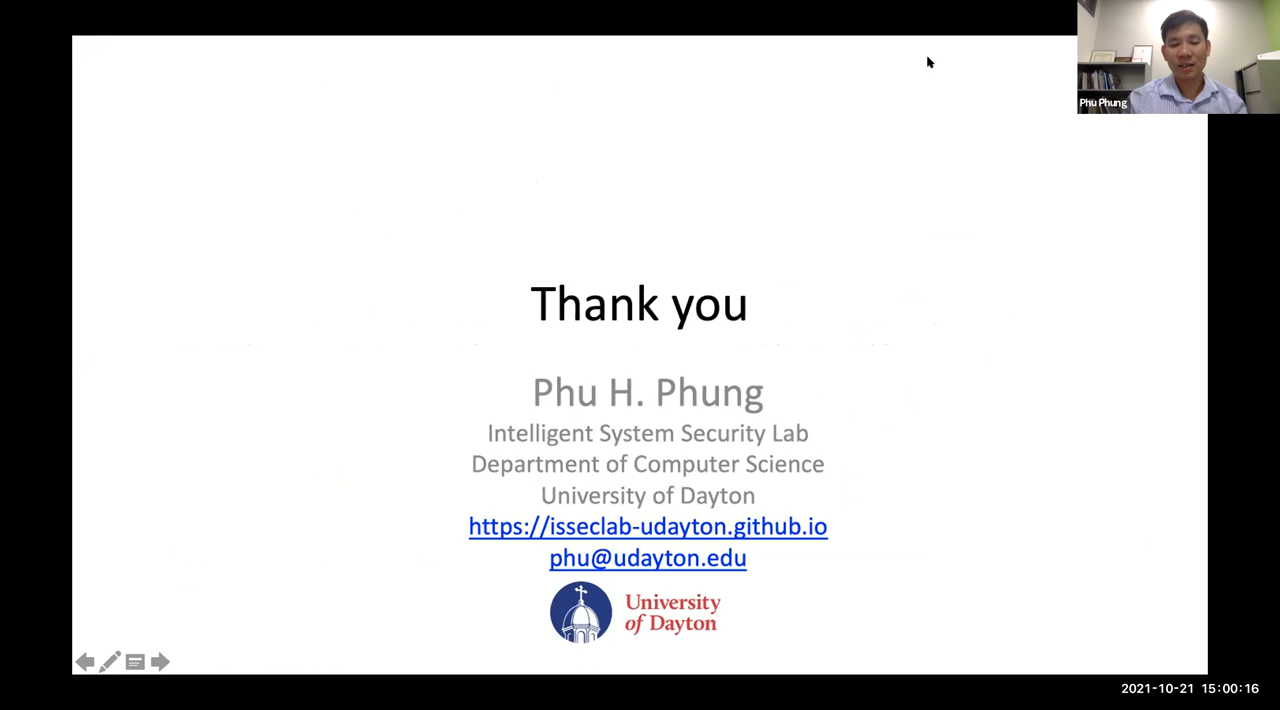 Phu Phung
Thank you
Phu H. Phung
Intelligent System Security Lab
Department of Computer Science
University of Dayton
https://isseclab-udayton.github.io
phu@udayton.edu
University
of Dayton
2021-10-21 15:00:16